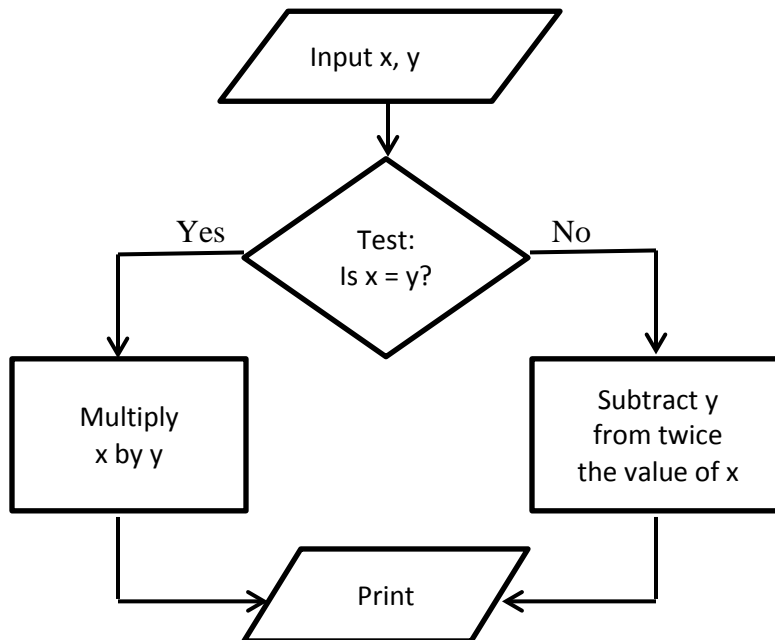 Input x, y
Test:
Is x = y?
Yes
No
Multiply
x by y
Subtract y
from twice
the value of x
Print